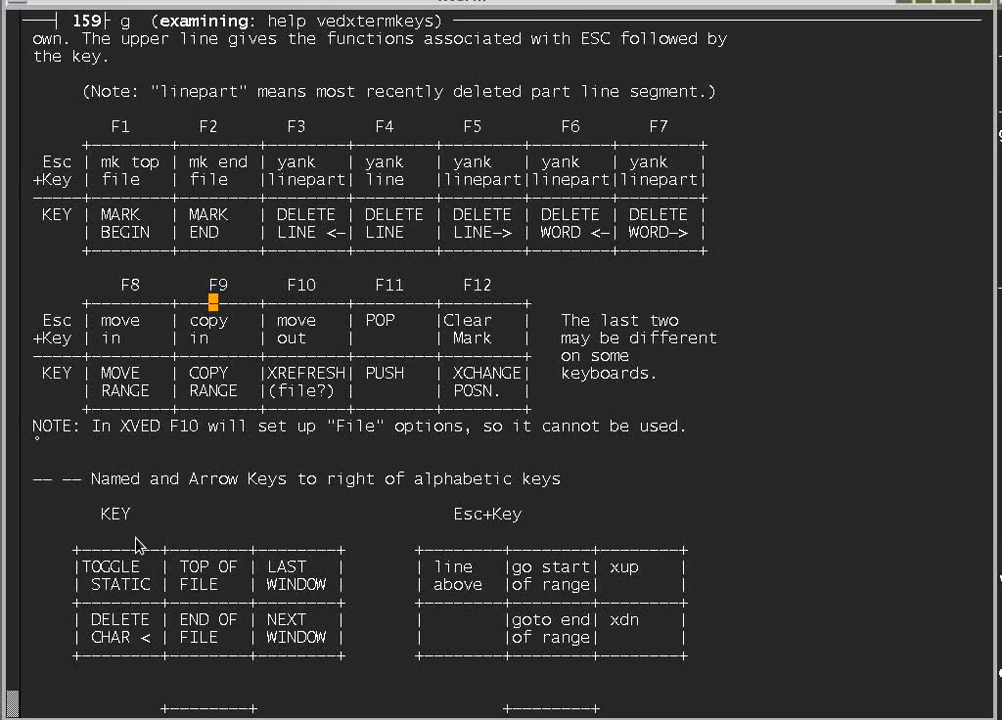 159 g (examining: help vedxtermkeys)
own. The upper line gives the functions associated with ESC followed by
the key.
(Note: "linepart" means most recently deleted part line segment.)
F1 F2 F3 F4 F5 F6 F7
+--------+---------+---------+---------+---------+---------+---------+
Esc | mk top | mk end | yank | yank | yank | yank | yank |
+Key | file | file |linepart| line |linepart|linepart|linepart|
-----+--------+---------+---------+---------+---------+---------+---------+
KEY | MARK | MARK | DELETE | DELETE | DELETE | DELETE | DELETE |
| BEGIN | END | LINE <-| LINE | LINE->| WORD <-| WORD->|
+--------+---------+---------+---------+---------+---------+---------+
F8 F9 F10 F11 F12
+--------+---------+---------+---------+---------+
Esc | move | copy | move | POP |Clear | The last two
+Key | in | in | out | | Mark | may be different
-----+--------+---------+---------+---------+---------+ on some
KEY | MOVE | COPY |XREFRESH| PUSH | XCHANGE| keyboards.
| RANGE | RANGE |(file?) | | POSN. |
+--------+---------+---------+---------+---------+
NOTE: In XVED F10 will set up "File" options, so it cannot be used.
°
-- -- Named and Arrow Keys to right of alphabetic keys
KEY Esc+Key
+---------+---------+---------+ +---------+---------+---------+
|TOGGLE | TOP OF | LAST | | line |go start| xup |
| STATIC | FILE | WINDOW | | above |of range| |
+---------+---------+---------+ +---------+---------+---------+
| DELETE | END OF | NEXT | | |goto end| xdn |
| CHAR < | FILE | WINDOW | | |of range| |
+---------+---------+---------+ +---------+---------+---------+
+---------+ +---------+